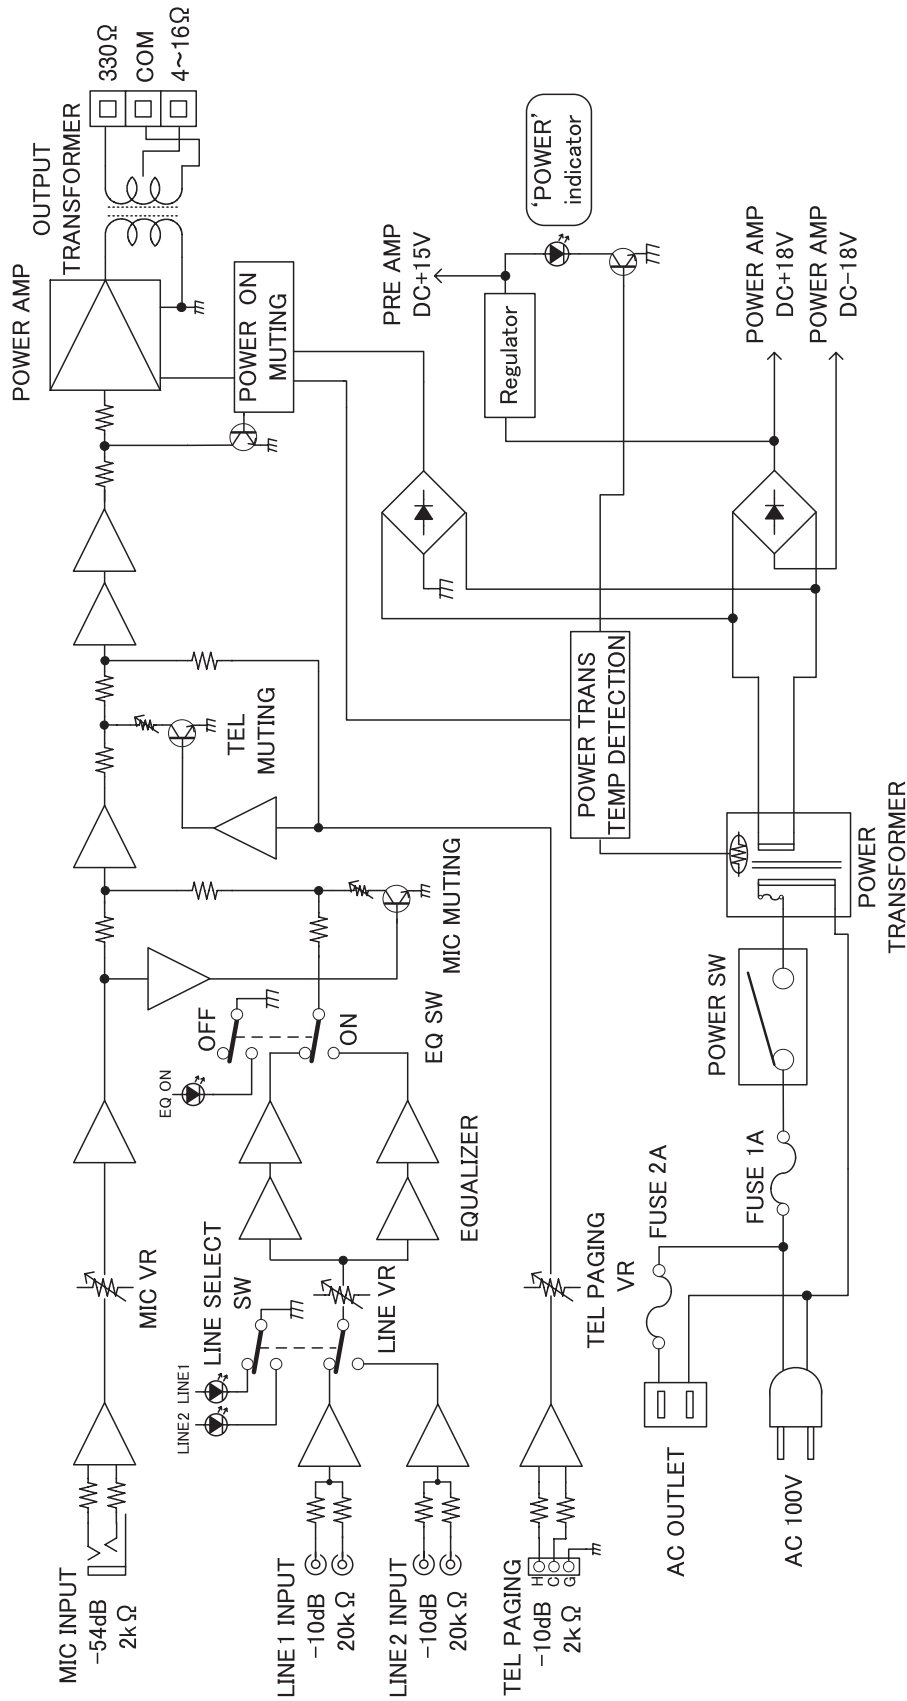 MIC INPUT
-54dB
2kΩ
MIC VR
LINE1 INPUT
-10dB
20kΩ
LINE2 INPUT
-10dB
20kΩ
LINE1
LINE2
LINE SELECT
SW
LINE VR
EQUALIZER
EQ ON
OFF
ON
EQ SW
MIC MUTING
TEL
MUTING
TEL PAGING
-10dB
2kΩ
H
C
G
TEL PAGING
VR
POWER AMP
OUTPUT
TRANSFORMER
330Ω
COM
4~16Ω
POWER ON
MUTING
PRE AMP
DC+15V
Regulator
'POWER'
indicator
POWER AMP
DC+18V
POWER AMP
DC-18V
POWER TRANS
TEMP DETECTION
POWER
TRANSFORMER
POWER SW
FUSE 2A
FUSE 1A
AC OUTLET
AC 100V